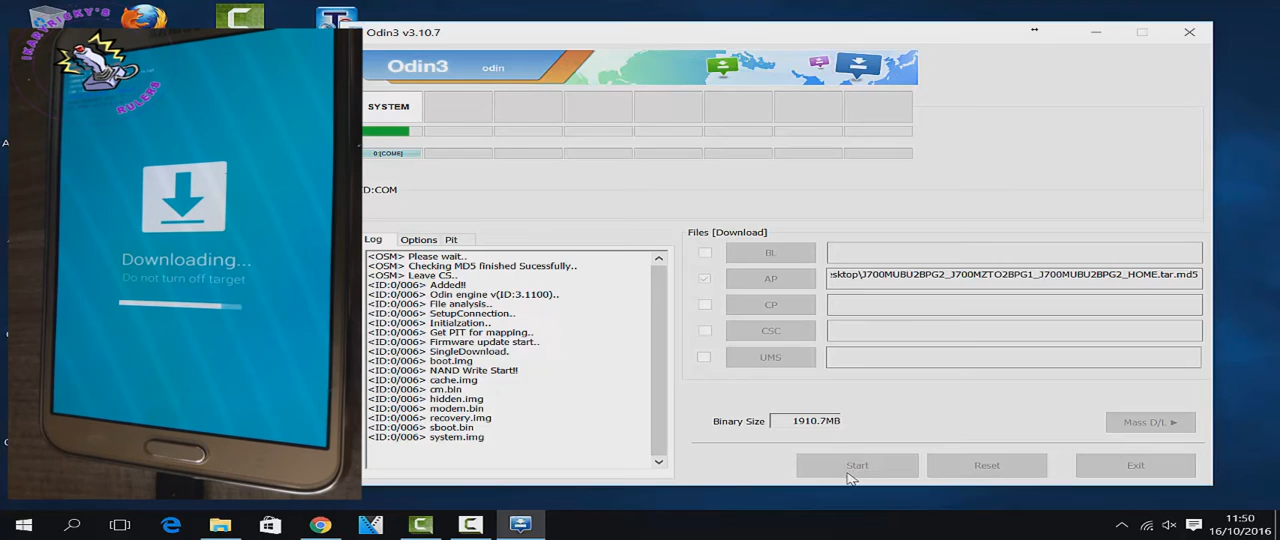 IKARFRISKY'S
RULERS
Downloading...
Do not turn off target
Odin3 v3.10.7
Odin3
odin
SYSTEM
0:[COM6]
ID:COM
Log
Options
Pit
<OSM> Please wait..
<OSM> Checking MD5 finished Sucessfully..
<OSM> Leave CS..
<ID:0/006> Added!!
<ID:0/006> Odin engine v(ID:3.1100)..
<ID:0/006> File analysis..
<ID:0/006> SetupConnection..
<ID:0/006> Initialzation..
<ID:0/006> Get PIT for mapping..
<ID:0/006> Firmware update start..
<ID:0/006> SingleDownload.
<ID:0/006> boot.img
<ID:0/006> NAND Write Start!!
<ID:0/006> cache.img
<ID:0/006> cm.bin
<ID:0/006> hidden.img
<ID:0/006> modem.bin
<ID:0/006> recovery.img
<ID:0/006> sboot.bin
<ID:0/006> system.img
Files [Download]
BL
AP
:sktop\J700MUBU2BPG2_J700MZTO2BPG1_J700MUBU2BPG2_HOME.tar.md5
CP
CSC
UMS
Binary Size
1910.7MB
Mass D/L ▶
Start
Reset
Exit
11:50
16/10/2016